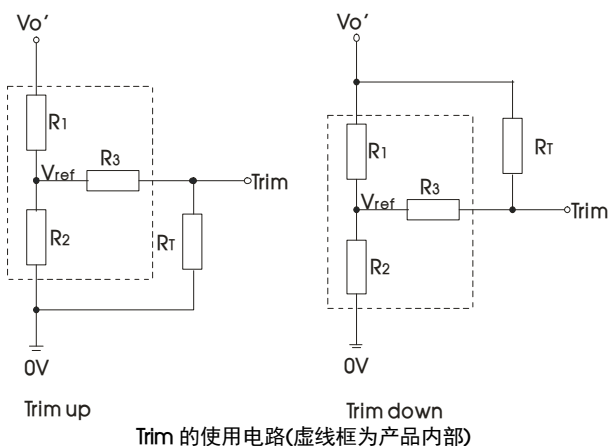 Vo′
R1
R3
Vref
Trim
R2
RT
0V
Trim up
Vo′
R1
RT
R3
Vref
Trim
R2
0V
Trim down
Trim 的使用电路(虚线框为产品内部)